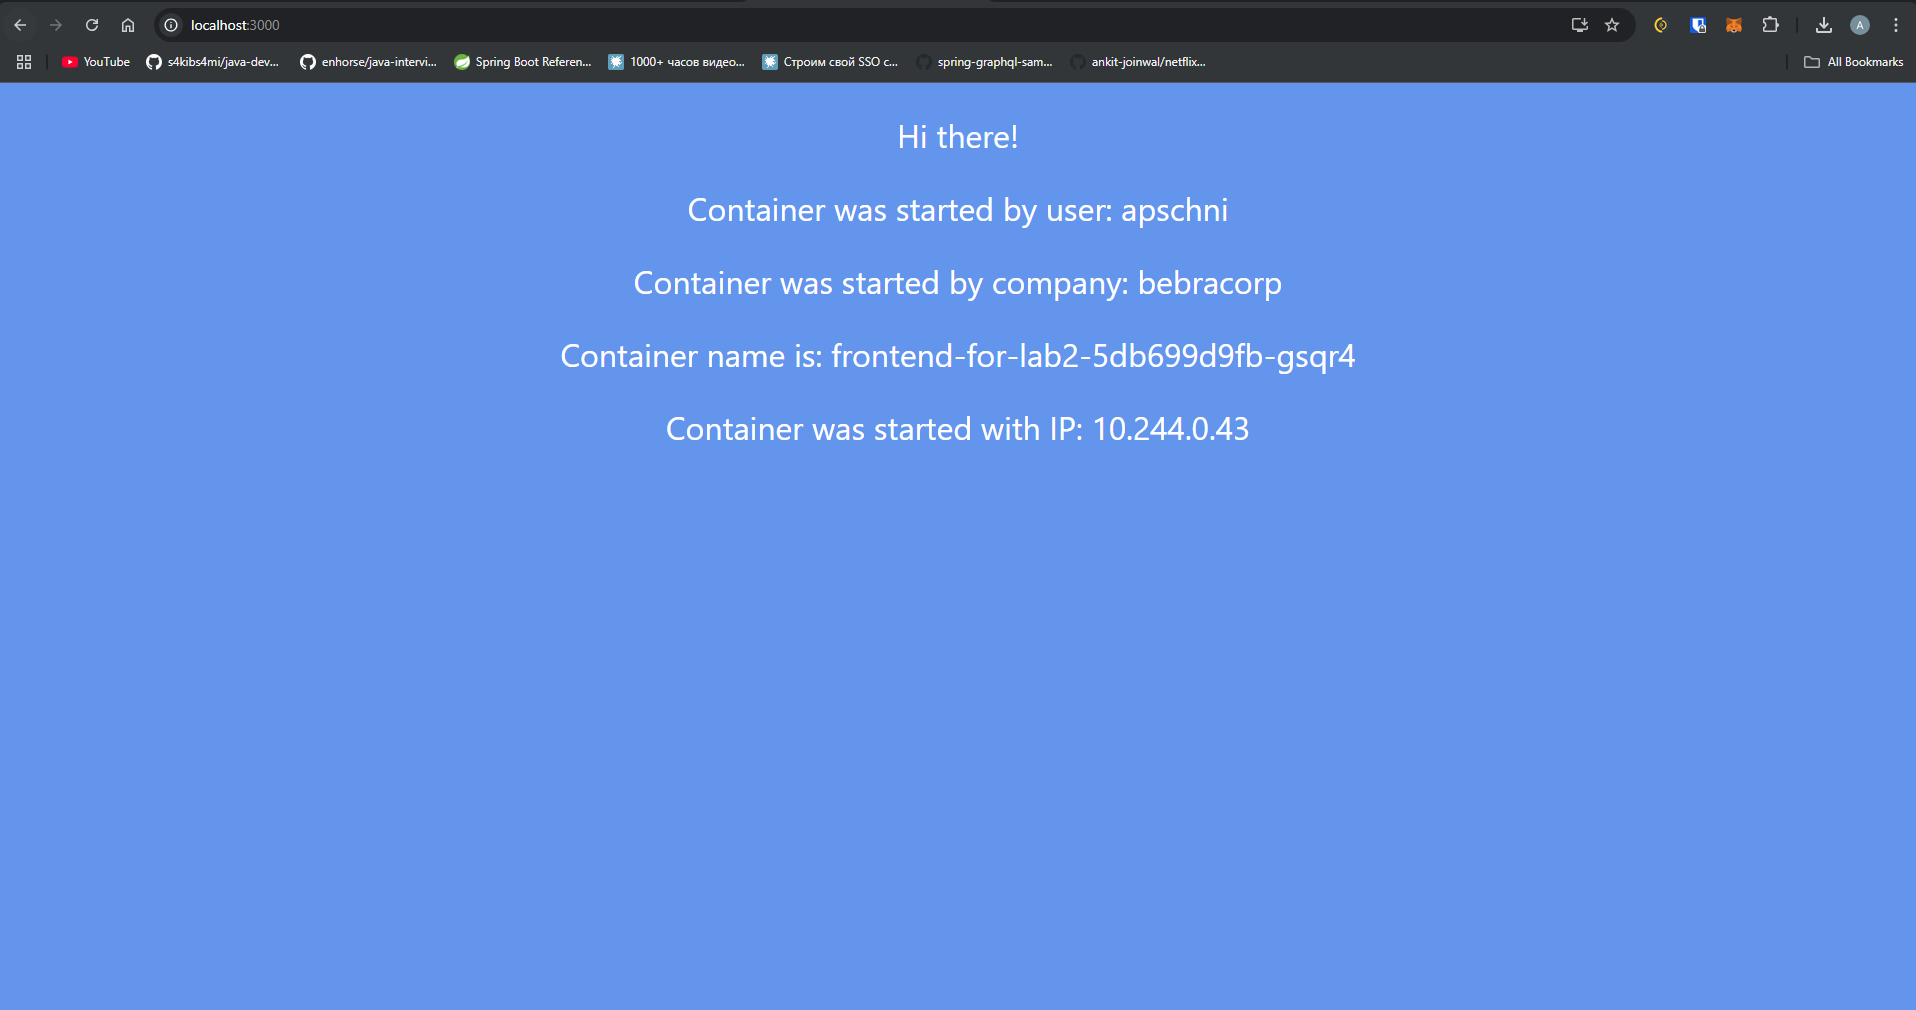 localhost:3000
YouTube
s4kibs4mi/java-dev...
enhorse/java-intervi...
Spring Boot Referen...
1000+ часов видео...
Строим свой SSO с...
spring-graphql-sam...
ankit-joinwal/netflix...
All Bookmarks
A
Hi there!
Container was started by user: apschni
Container was started by company: bebracorp
Container name is: frontend-for-lab2-5db699d9fb-gsqr4
Container was started with IP: 10.244.0.43